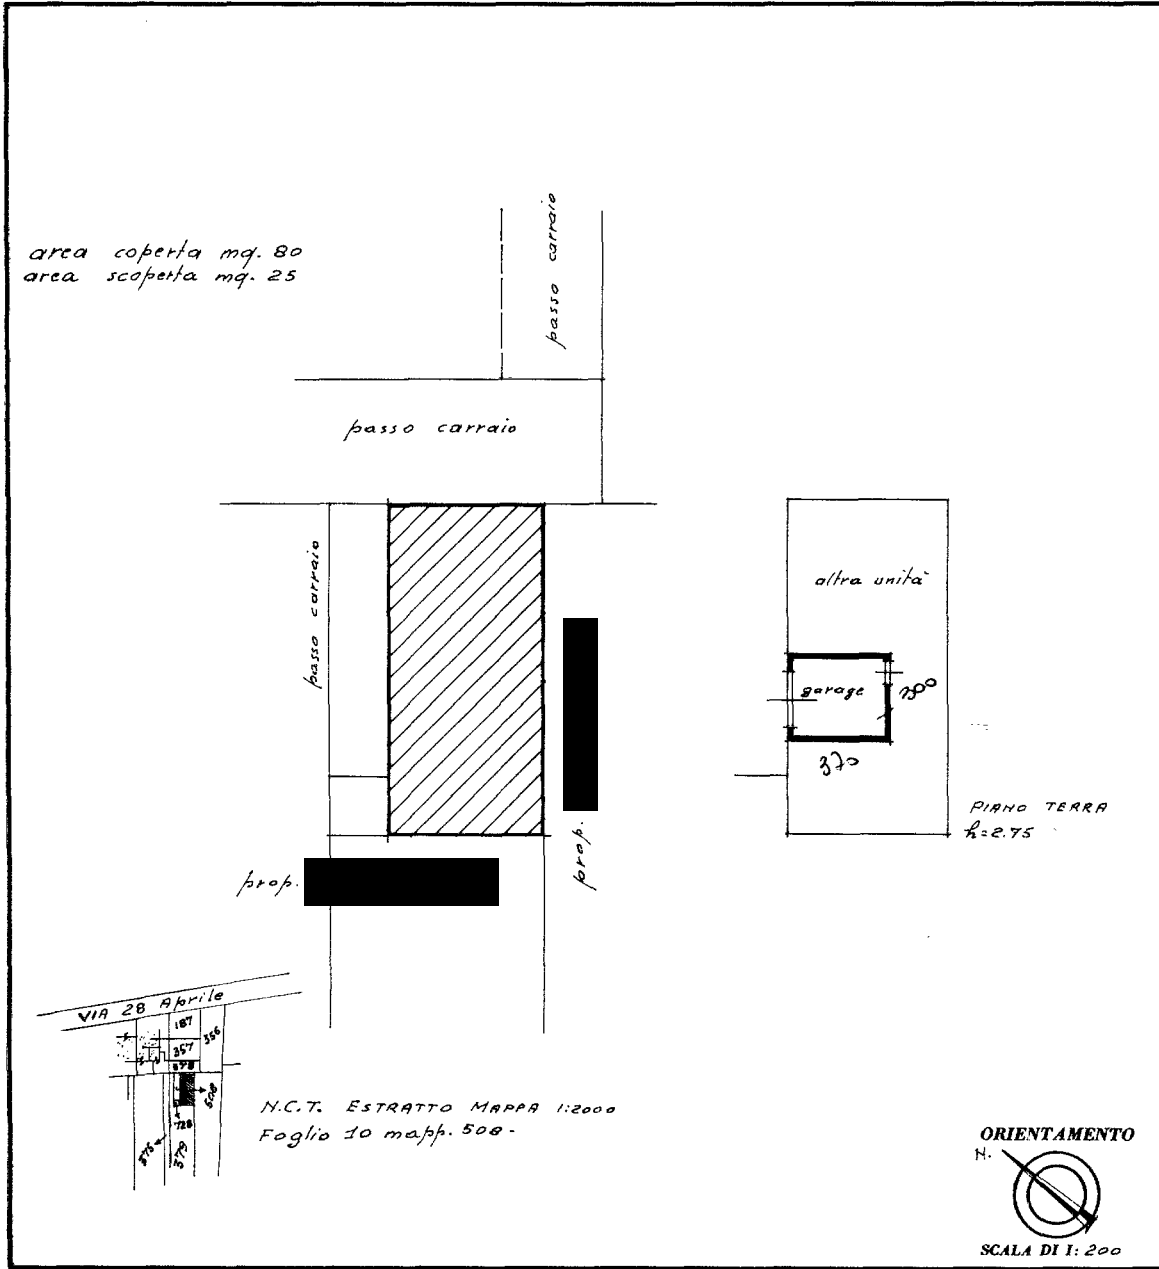 area coperta mq. 80
area scoperta mq. 25
passo carraio
passo carraio
passo carraio
altra unità
garage
370
PIANO TERRA
h=2.75
prop.
prop.
VIA 28 Aprile
187
356
357
508
728
379
N.C.T. ESTRATTO MAPPA 1:2000
Foglio 10 mapp. 508-
ORIENTAMENTO
N.
SCALA DI 1: 200